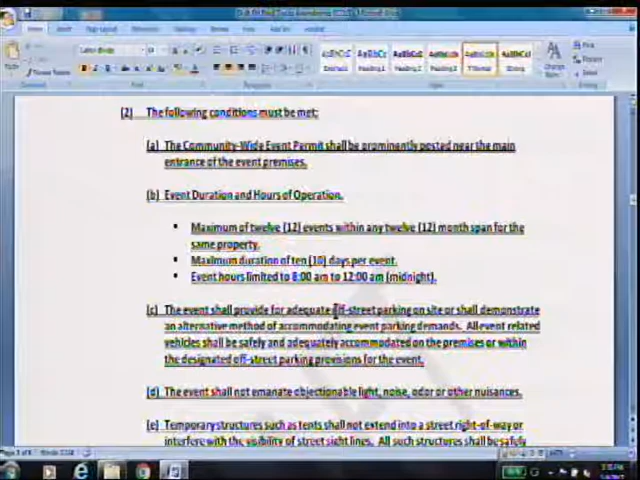 (2) The following conditions must be met:
(a) The Community-Wide Event Permit shall be prominently posted near the main
entrance of the event premises.
(b) Event Duration and Hours of Operation.
▪ Maximum of twelve (12) events within any twelve (12) month span for the
same property.
▪ Maximum duration of ten (10) days per event.
▪ Event hours limited to 8:00 am to 12:00 am (midnight).
(c) The event shall provide for adequate off-street parking on site or shall demonstrate
an alternative method of accommodating event parking demands. All event related
vehicles shall be safely and adequately accommodated on the premises or within
the designated off-street parking provisions for the event.
(d) The event shall not emanate objectionable light, noise, odor or other nuisances.
(e) Temporary structures such as tents shall not extend into a street right-of-way or
interfere with the visibility of street sight lines. All such structures shall be safely